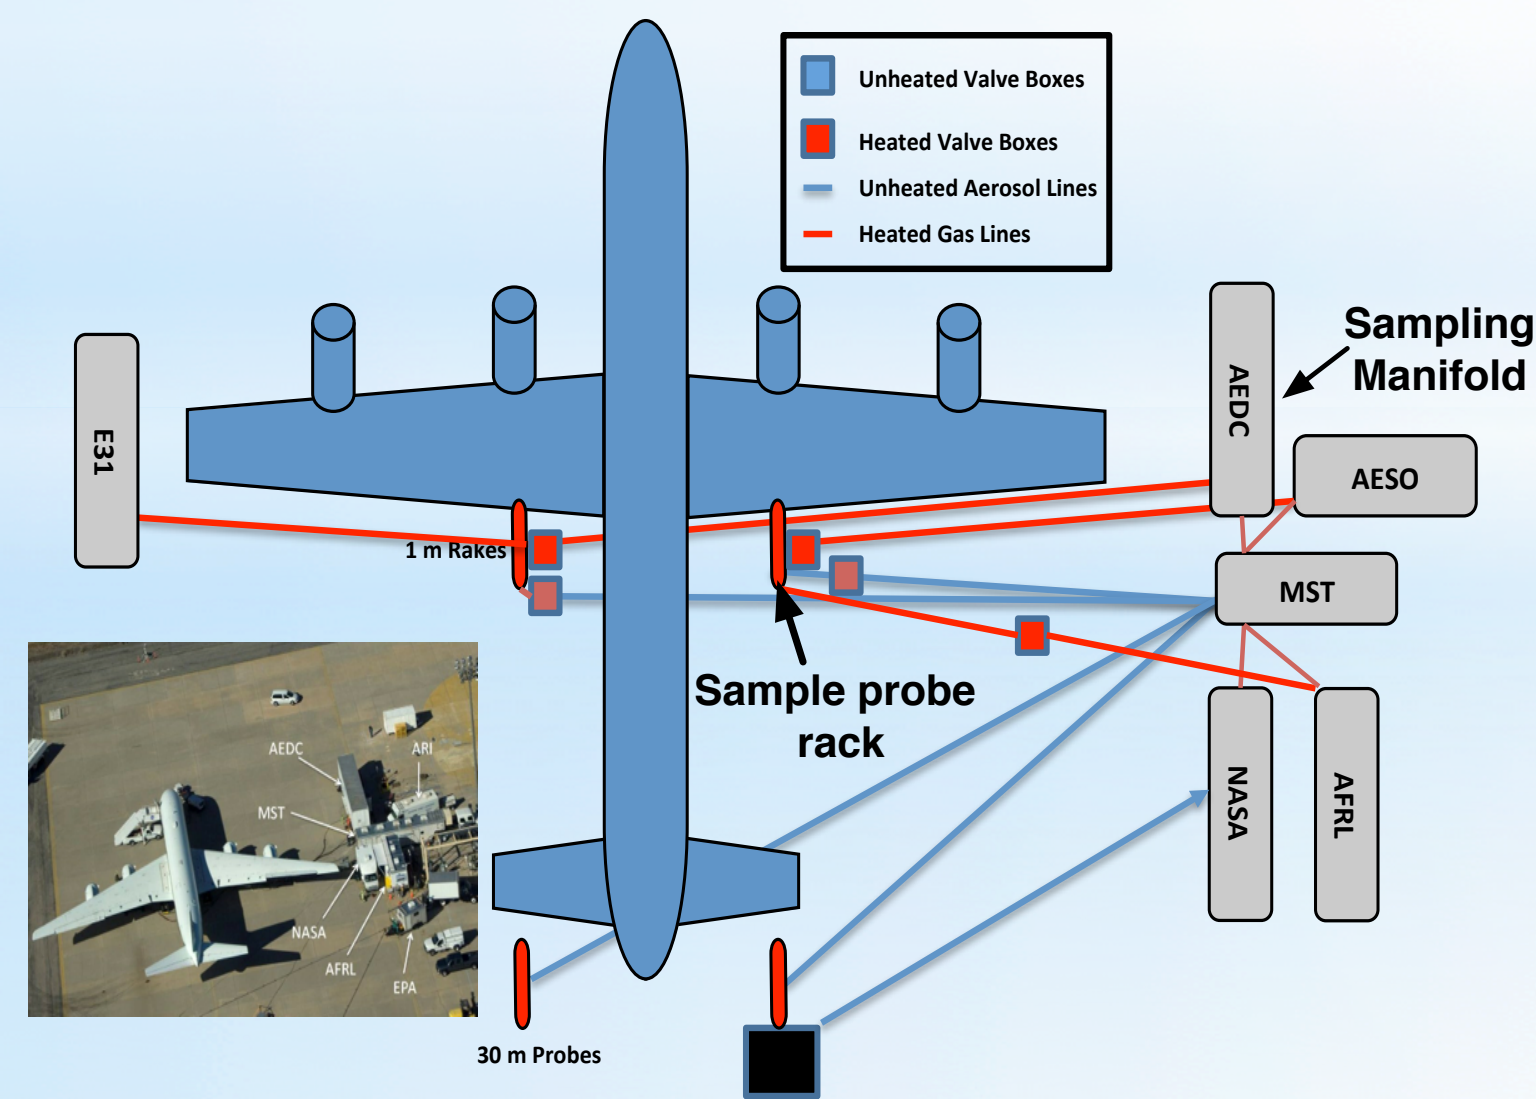 Unheated Valve Boxes
Heated Valve Boxes
Unheated Aerosol Lines
Heated Gas Lines
Sampling
Manifold
AEDC
E31
AESO
1 m Rakes
MST
Sample probe
rack
NASA
AFRL
30 m Probes
AEDC
ARI
MST
NASA
AFRL
EPA